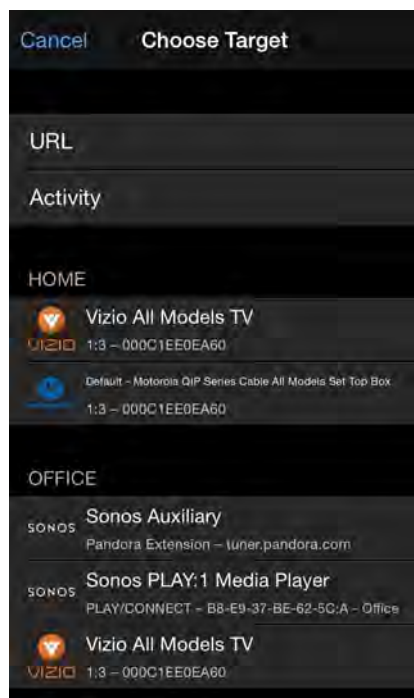 Cancel Choose Target
URL
Activity
HOME
Vizio All Models TV
VIZIO 1:3 – 000C1EE0EA60
Default – Motorola QIP Series Cable All Models Set Top Box
1:3 – 000C1EE0EA60
OFFICE
SONOS Sonos Auxiliary
Pandora Extension – tuner.pandora.com
SONOS Sonos PLAY:1 Media Player
PLAY/CONNECT – B8-E9-37-BE-62-5C:A – Office
Vizio All Models TV
VIZIO 1:3 – 000C1EE0EA60